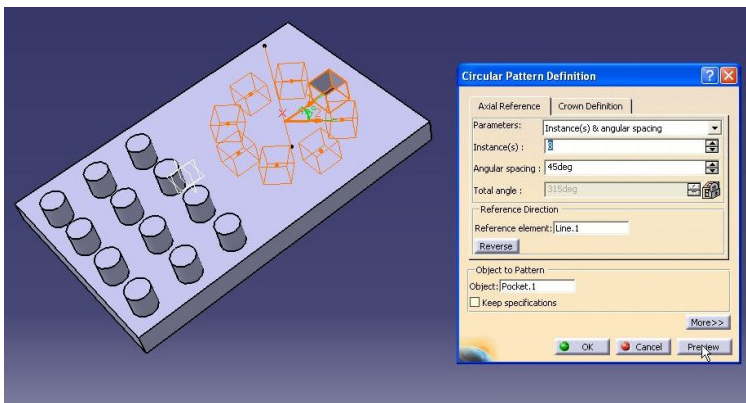 Circular Pattern Definition
Axial Reference
Crown Definition
Parameters: Instance(s) & angular spacing
Instance(s) : 8
Angular spacing : 45deg
Total angle : 315deg
Reference Direction
Reference element: Line.1
Reverse
Object to Pattern
Object: Pocket.1
Keep specifications
More>>
OK
Cancel
Preview